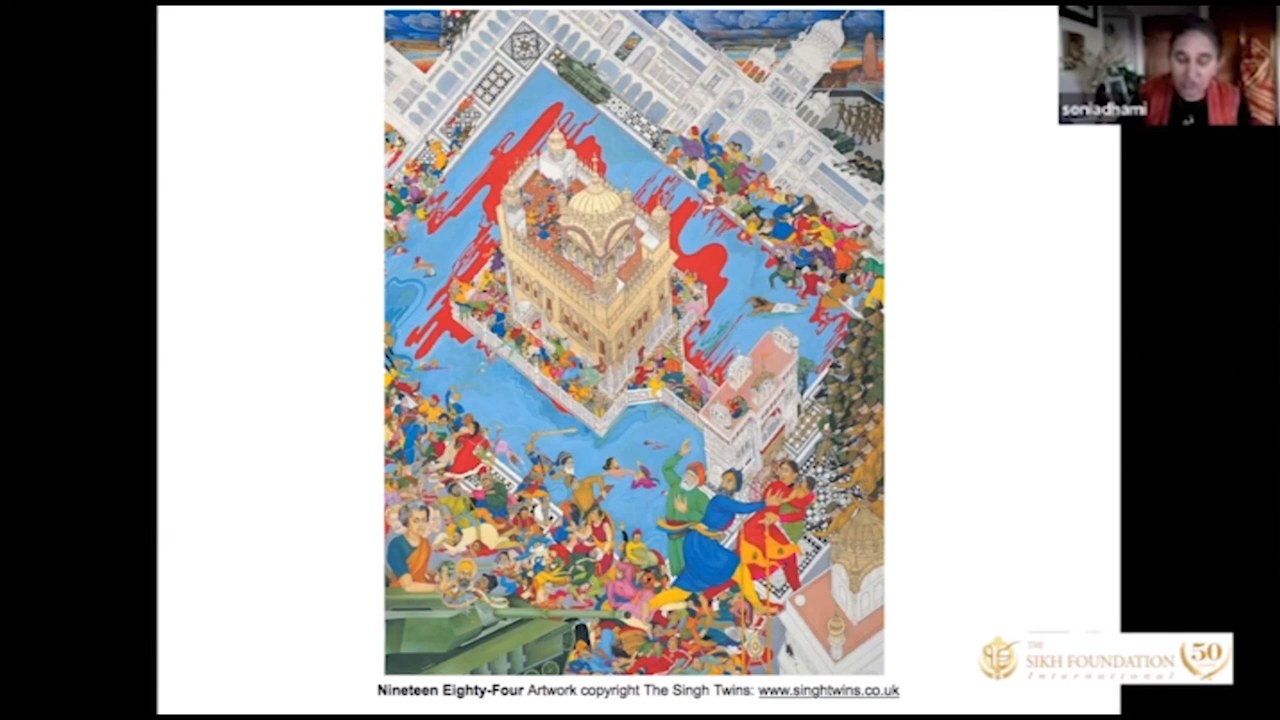 soniadhami
THE
SIKH FOUNDATION
International
50
Nineteen Eighty-Four Artwork copyright The Singh Twins: www.singhtwins.co.uk